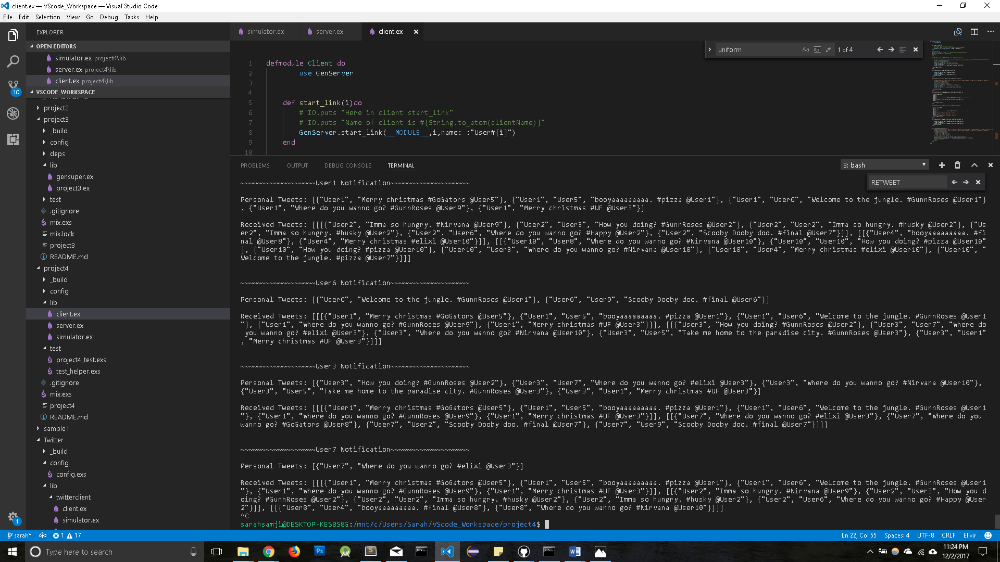 client.ex — VScode_Workspace — Visual Studio Code
File Edit Selection View Go Debug Tasks Help
EXPLORER
OPEN EDITORS
simulator.ex project4\lib
server.ex project4\lib
client.ex project4\lib
10
VSCODE_WORKSPACE
README.md
project2
project3
_build
config
deps
lib
gensuper.ex
project3.ex
test
.gitignore
mix.exs
mix.lock
project3
README.md
project4
_build
config
lib
client.ex
server.ex
simulator.ex
test
project4_test.exs
test_helper.exs
.gitignore
mix.exs
project4
README.md
sample1
Twitter
_build
config
config.exs
lib
twitterclient
client.ex
simulator.ex
1
simulator.ex server.ex client.ex
uniform Aa Abl .* 1 of 4
1 defmodule Client do
2 use GenServer
3
4
5 def start_link(i)do
6 # IO.puts "Here in client start_link"
7 # IO.puts "Name of client is #{String.to_atom(clientName)}"
8 GenServer.start_link(__MODULE__,i,name: :"User#{i}")
9 end
10
PROBLEMS OUTPUT DEBUG CONSOLE TERMINAL 3: bash
RETWEET
~~~~~~~~~~~~~~~~~~User1 Notification~~~~~~~~~~~~~~~~~~~
Personal Tweets: [{"User1", "Merry christmas #GoGators @User5"}, {"User1", "User5", "booyaaaaaaaaa. #pizza @User1"}, {"User1", "User6", "Welcome to the jungle. #GunnRoses @User1"}
, {"User1", "Where do you wanno go? #GunnRoses @User9"}, {"User1", "Merry christmas #UF @User3"}]
Received Tweets: [[[{"User2", "Imma so hungry. #Nirvana @User9"}, {"User2", "User3", "How you doing? #GunnRoses @User2"}, {"User2", "User2", "Imma so hungry. #husky @User2"}, {"Us
er2", "Imma so hungry. #husky @User2"}, {"User2", "User6", "Where do you wanno go? #Happy @User2"}, {"User2", "Scooby Dooby doo. #final @User7"}]], [[{"User4", "booyaaaaaaaaa. #fi
nal @User8"}, {"User4", "Merry christmas #elixi @User10"}]], [[{"User10", "User8", "Where do you wanno go? #Nirvana @User10"}, {"User10", "User10", "How you doing? #pizza @User10"
}, {"User10", "How you doing? #pizza @User10"}, {"User10", "User3", "Where do you wanno go? #Nirvana @User10"}, {"User10", "User4", "Merry christmas #elixi @User10"}, {"User10", "
Welcome to the jungle. #pizza @User7"}]]]
~~~~~~~~~~~~~~~~~~User6 Notification~~~~~~~~~~~~~~~~~~~
Personal Tweets: [{"User6", "Welcome to the jungle. #GunnRoses @User1"}, {"User6", "User9", "Scooby Dooby doo. #final @User6"}]
Received Tweets: [[[{"User1", "Merry christmas #GoGators @User5"}, {"User1", "User5", "booyaaaaaaaaa. #pizza @User1"}, {"User1", "User6", "Welcome to the jungle. #GunnRoses @User1
"}, {"User1", "Where do you wanno go? #GunnRoses @User9"}, {"User1", "Merry christmas #UF @User3"}]], [[{"User3", "How you doing? #GunnRoses @User2"}, {"User3", "User7", "Where do
you wanno go? #elixi @User3"}, {"User3", "Where do you wanno go? #Nirvana @User10"}, {"User3", "User5", "Take me home to the paradise city. #GunnRoses @User3"}, {"User3", "User1"
, "Merry christmas #UF @User3"}]]]
~~~~~~~~~~~~~~~~~~User3 Notification~~~~~~~~~~~~~~~~~~~
Personal Tweets: [{"User3", "How you doing? #GunnRoses @User2"}, {"User3", "User7", "Where do you wanno go? #elixi @User3"}, {"User3", "Where do you wanno go? #Nirvana @User10"},
{"User3", "User5", "Take me home to the paradise city. #GunnRoses @User3"}, {"User3", "User1", "Merry christmas #UF @User3"}]
Received Tweets: [[[{"User1", "Merry christmas #GoGators @User5"}, {"User1", "User5", "booyaaaaaaaaa. #pizza @User1"}, {"User1", "User6", "Welcome to the jungle. #GunnRoses @User1
"}, {"User1", "Where do you wanno go? #GunnRoses @User9"}, {"User1", "Merry christmas #UF @User3"}]], [[{"User7", "Where do you wanno go? #elixi @User3"}, {"User7", "Where do you
wanno go? #GoGators @User8"}, {"User7", "User2", "Scooby Dooby doo. #final @User7"}, {"User7", "User9", "Scooby Dooby doo. #final @User7"}]]]
~~~~~~~~~~~~~~~~~~User7 Notification~~~~~~~~~~~~~~~~~~~
Personal Tweets: [{"User7", "Where do you wanno go? #elixi @User3"}]
Received Tweets: [[[{"User1", "Merry christmas #GoGators @User5"}, {"User1", "User5", "booyaaaaaaaaa. #pizza @User1"}, {"User1", "User6", "Welcome to the jungle. #GunnRoses @User1
"}, {"User1", "Where do you wanno go? #GunnRoses @User9"}, {"User1", "Merry christmas #UF @User3"}]], [[{"User2", "Imma so hungry. #Nirvana @User9"}, {"User2", "User3", "How you d
oing? #GunnRoses @User2"}, {"User2", "User2", "Imma so hungry. #husky @User2"}, {"User2", "Imma so hungry. #husky @User2"}, {"User2", "User6", "Where do you wanno go? #Happy @User
2"}]], [[{"User8", "User4", "booyaaaaaaaaa. #final @User8"}, {"User8", "Where do you wanno go? #Nirvana @User10"}]]]
^C
sarahsamji@DESKTOP-KESBS8G:/mnt/c/Users/Sarah/VScode_Workspace/project4$
sarah* 1 17 Ln 22, Col 55 Spaces: 4 UTF-8 CRLF Elixir
Type here to search
11:24 PM
12/2/2017